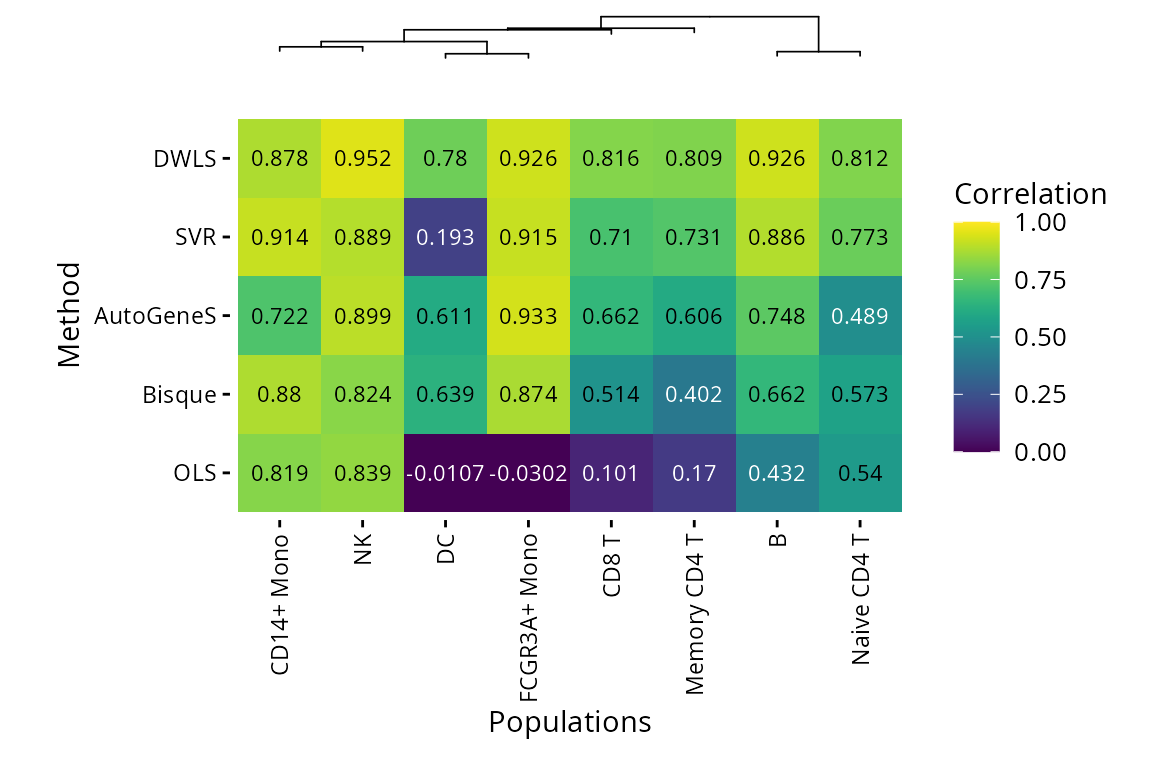 DWLS 0.878 0.952 0.78 0.926 0.816 0.809 0.926 0.812
SVR 0.914 0.889 0.193 0.915 0.71 0.731 0.886 0.773
AutoGeneS 0.722 0.899 0.611 0.933 0.662 0.606 0.748 0.489
Bisque 0.88 0.824 0.639 0.874 0.514 0.402 0.662 0.573
OLS 0.819 0.839 -0.0107 -0.0302 0.101 0.17 0.432 0.54
Method
CD14+ Mono
NK
DC
FCGR3A+ Mono
CD8 T
Memory CD4 T
B
Naive CD4 T
Populations
Correlation
1.00
0.75
0.50
0.25
0.00